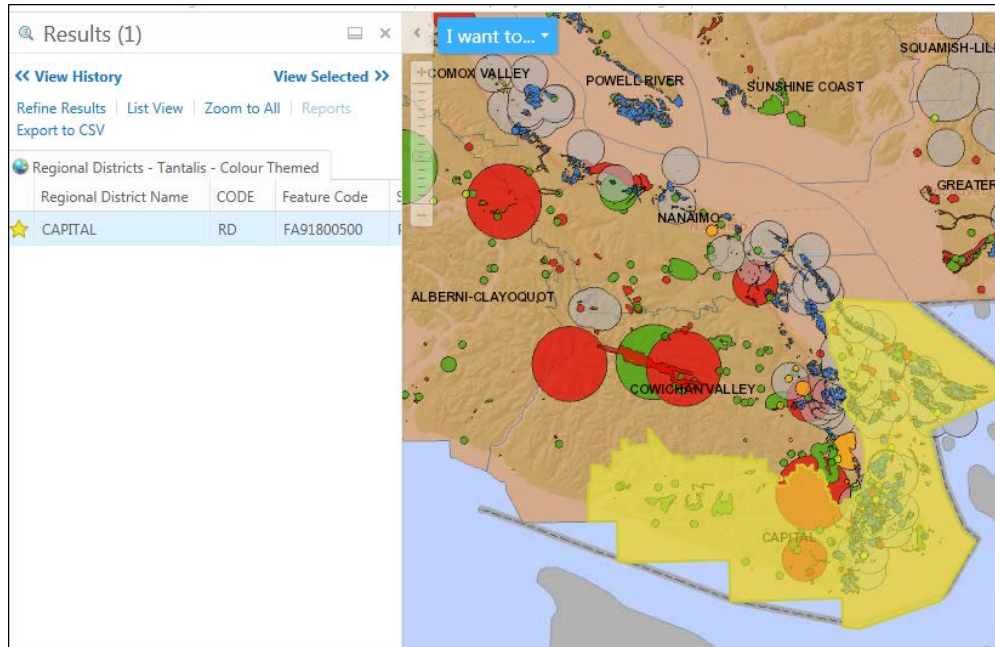 Results (1)
<< View History
View Selected >>
Refine Results | List View | Zoom to All | Reports
Export to CSV
Regional Districts - Tantalis - Colour Themed
Regional District Name CODE Feature Code S
CAPITAL RD FA91800500
I want to...
SQUAMISH-LIL
COMOX VALLEY
POWELL RIVER
SUNSHINE COAST
GREATER
NANAIMO
ALBERNI-CLAYOQUOT
COWICHAN VALLEY
CAPITAL